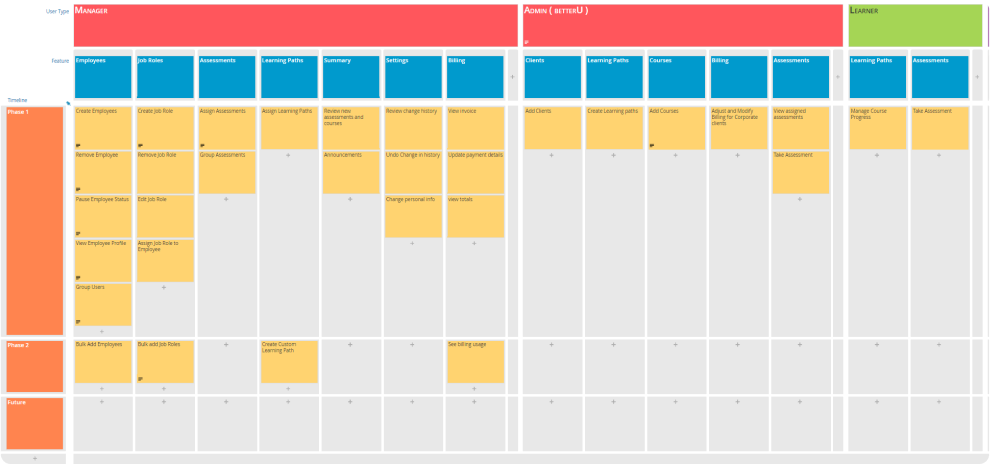 User Type
MANAGER
ADMIN ( BETTERU )
LEARNER
Feature
Employees
Job Roles
Assessments
Learning Paths
Summary
Settings
Billing
Clients
Learning Paths
Courses
Billing
Assessments
Learning Paths
Assessments
Timeline
Phase 1
Create Employees
Create Job Role
Assign Assessments
Assign Learning Paths
Review new
assessments and
courses
Review change history
View invoice
Add Clients
Create Learning paths
Add Courses
Adjust and Modify
Billing for Corporate
clients
View assigned
assessments
Manage Course
Progress
Take Assessment
Remove Employee
Remove Job Role
Group Assessments
Announcements
Undo Change in history
Update payment details
Take Assessment
Pause Employee Status
Edit Job Role
Change personal info
view totals
View Employee Profile
Assign Job Role to
Employee
Group Users
Phase 2
Bulk Add Employees
Bulk add Job Roles
Create Custom
Learning Path
See billing usage
Future